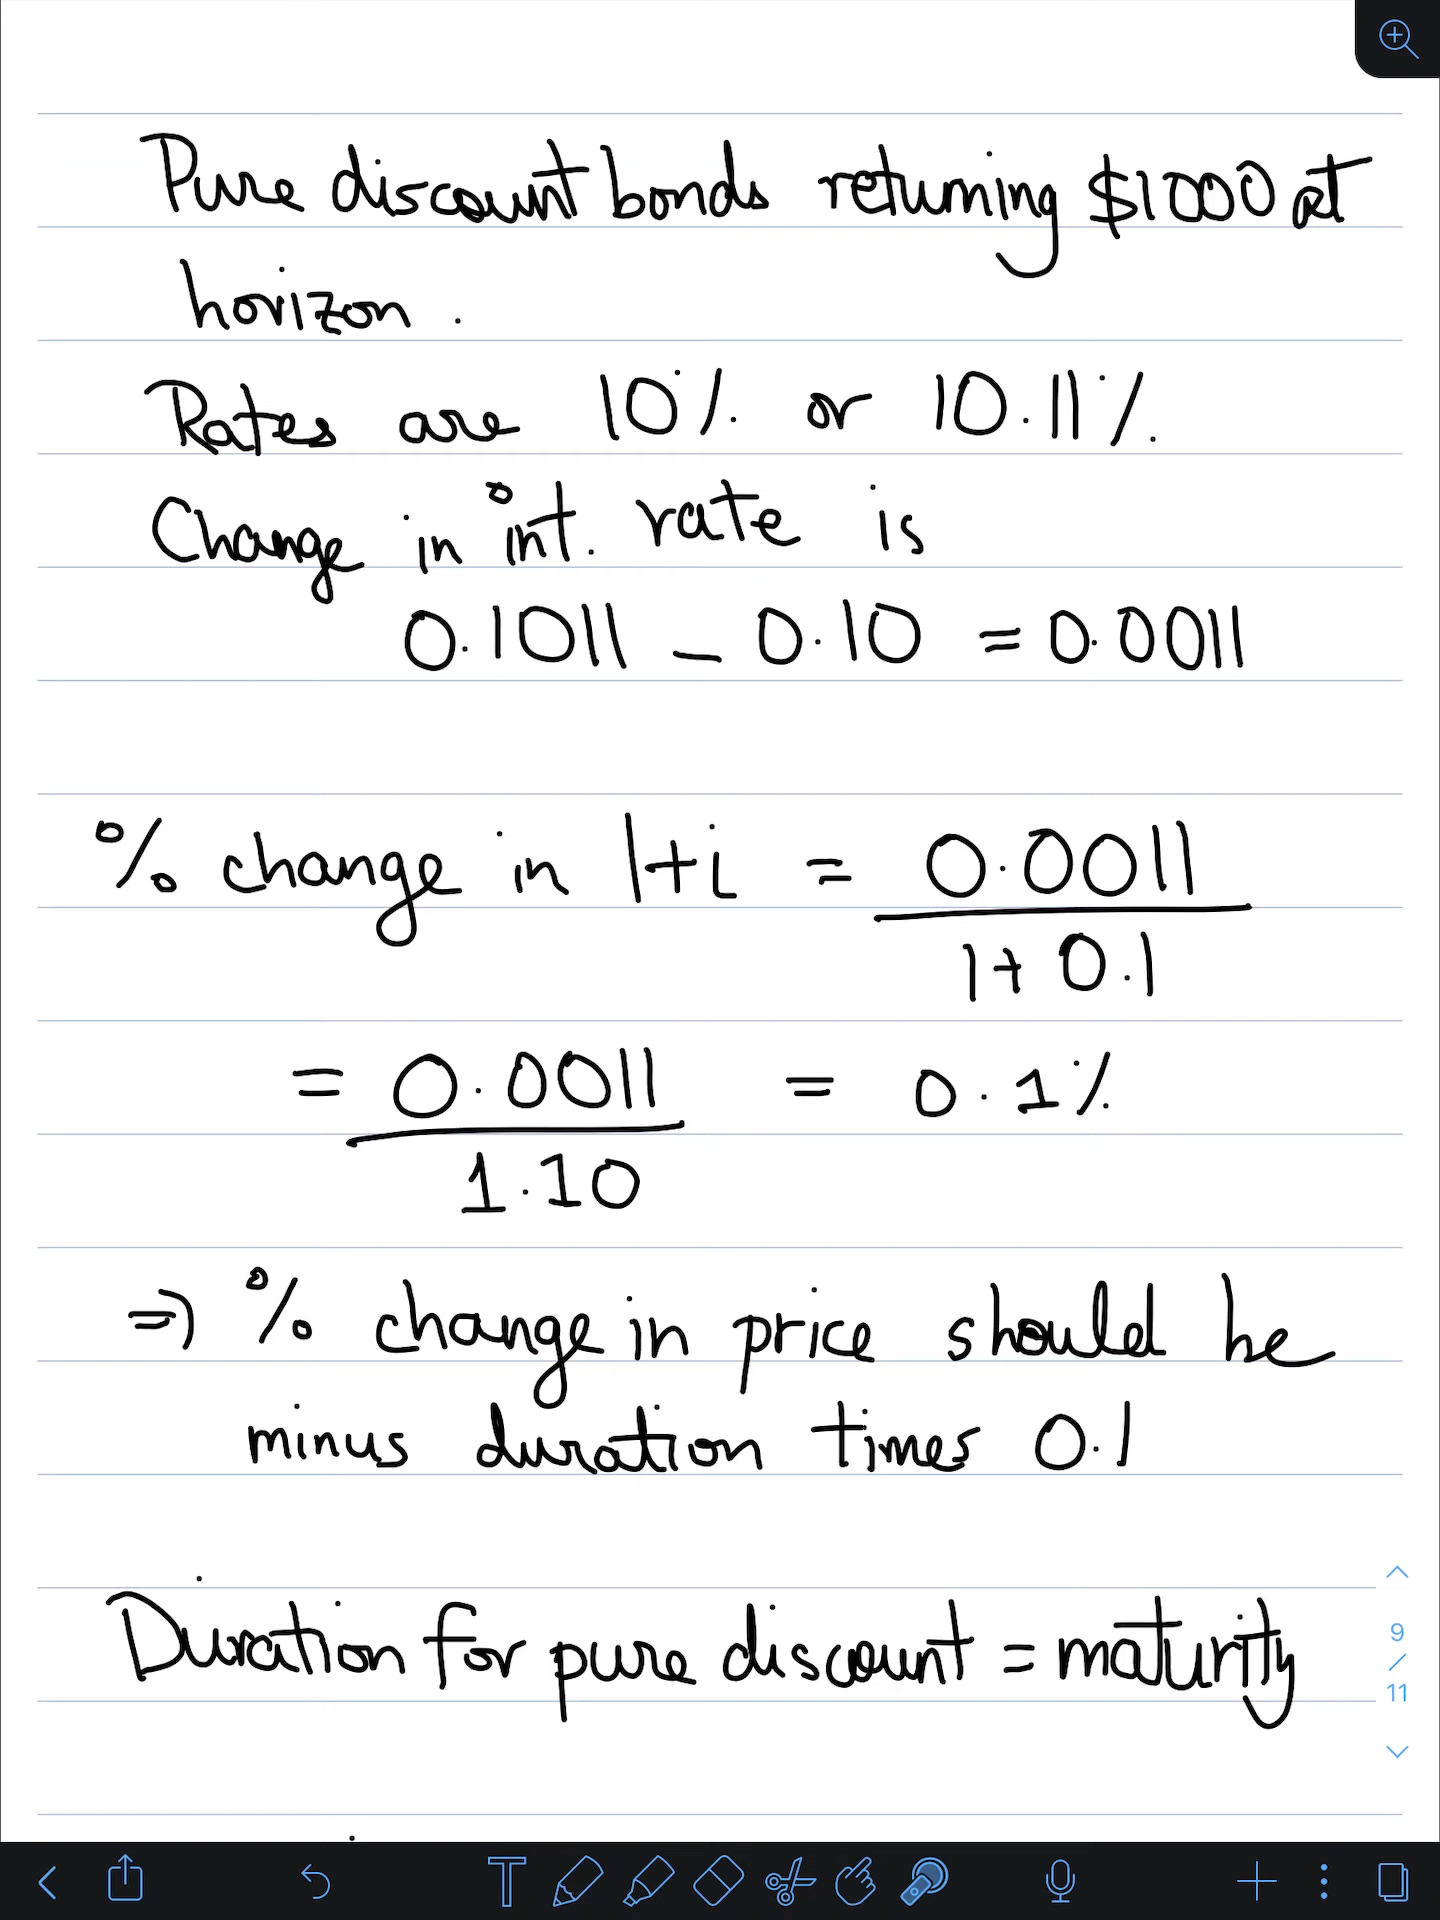 Pure discount bonds returning $1000 at
horizon.
Rates are 10% or 10.11%.
Change in int. rate is
0.1011 - 0.10 = 0.0011
% change in 1+i = 0.0011
1+ 0.1
= 0.0011 = 0.1%
1.10
⇒ % change in price should be
minus duration times 0.1
Duration for pure discount = maturity
9
/
11
T